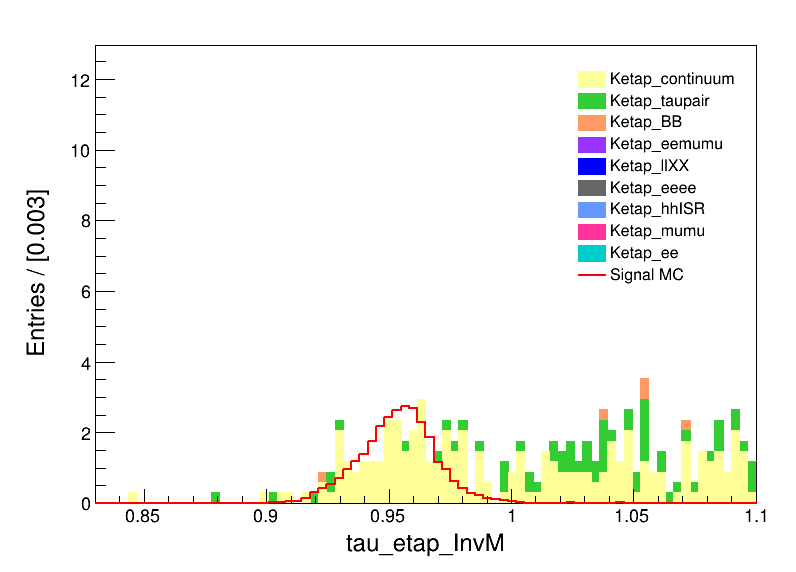 12
10
8
6
4
2
0
Entries / [0.003]
Ketap_continuum
Ketap_taupair
Ketap_BB
Ketap_eemumu
Ketap_llXX
Ketap_eeee
Ketap_hhISR
Ketap_mumu
Ketap_ee
Signal MC
0.85 0.9 0.95 1 1.05 1.1
tau_etap_InvM